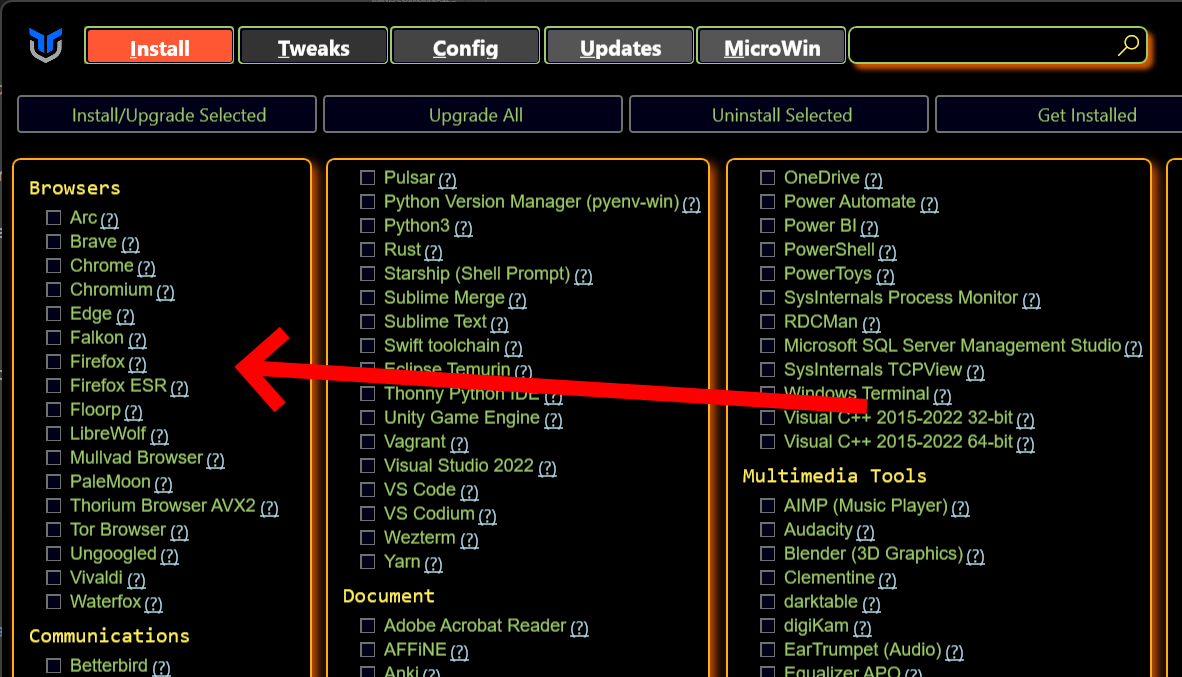 Install Tweaks Config Updates MicroWin
Install/Upgrade Selected Upgrade All Uninstall Selected Get Installed
Browsers
Arc (?)
Brave (?)
Chrome (?)
Chromium (?)
Edge (?)
Falkon (?)
Firefox (?)
Firefox ESR (?)
Floorp (?)
LibreWolf (?)
Mullvad Browser (?)
PaleMoon (?)
Thorium Browser AVX2 (?)
Tor Browser (?)
Ungoogled (?)
Vivaldi (?)
Waterfox (?)
Communications
Betterbird (?)
Pulsar (?)
Python Version Manager (pyenv-win) (?)
Python3 (?)
Rust (?)
Starship (Shell Prompt) (?)
Sublime Merge (?)
Sublime Text (?)
Swift toolchain (?)
Eclipse Temurin (?)
Thonny Python IDE (?)
Unity Game Engine (?)
Vagrant (?)
Visual Studio 2022 (?)
VS Code (?)
VS Codium (?)
Wezterm (?)
Yarn (?)
Document
Adobe Acrobat Reader (?)
AFFiNE (?)
Anki (?)
OneDrive (?)
Power Automate (?)
Power BI (?)
PowerShell (?)
PowerToys (?)
SysInternals Process Monitor (?)
RDCMan (?)
Microsoft SQL Server Management Studio (?)
SysInternals TCPView (?)
Windows Terminal (?)
Visual C++ 2015-2022 32-bit (?)
Visual C++ 2015-2022 64-bit (?)
Multimedia Tools
AIMP (Music Player) (?)
Audacity (?)
Blender (3D Graphics) (?)
Clementine (?)
darktable (?)
digiKam (?)
EarTrumpet (Audio) (?)
Equalizer APO (?)